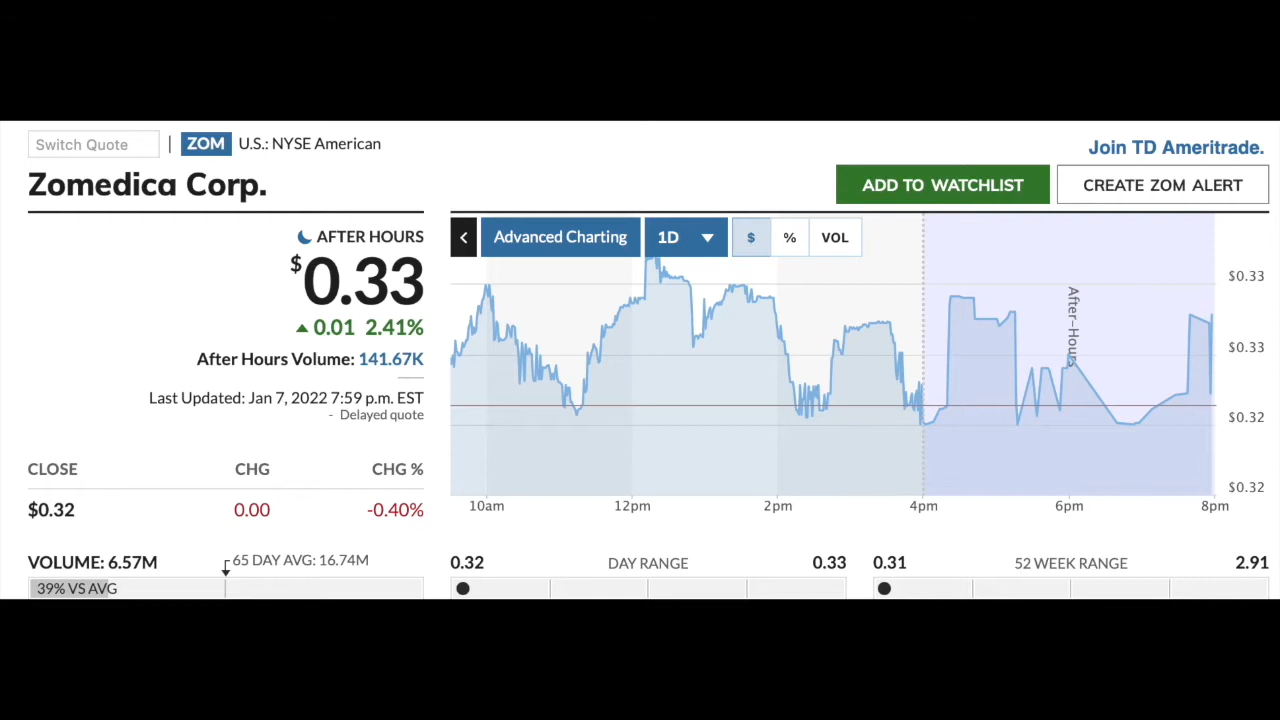 Switch Quote | ZOM U.S.: NYSE American
Join TD Ameritrade.
Zomedica Corp.
ADD TO WATCHLIST
CREATE ZOM ALERT
AFTER HOURS
$0.33
0.01 2.41%
After Hours Volume: 141.67K
Last Updated: Jan 7, 2022 7:59 p.m. EST
- Delayed quote
CLOSE CHG CHG %
$0.32 0.00 -0.40%
VOLUME: 6.57M 65 DAY AVG: 16.74M
39% VS AVG
< Advanced Charting 1D $ % VOL
After-Hours
$0.33
$0.33
$0.32
$0.32
10am 12pm 2pm 4pm 6pm 8pm
0.32 DAY RANGE 0.33
0.31 52 WEEK RANGE 2.91